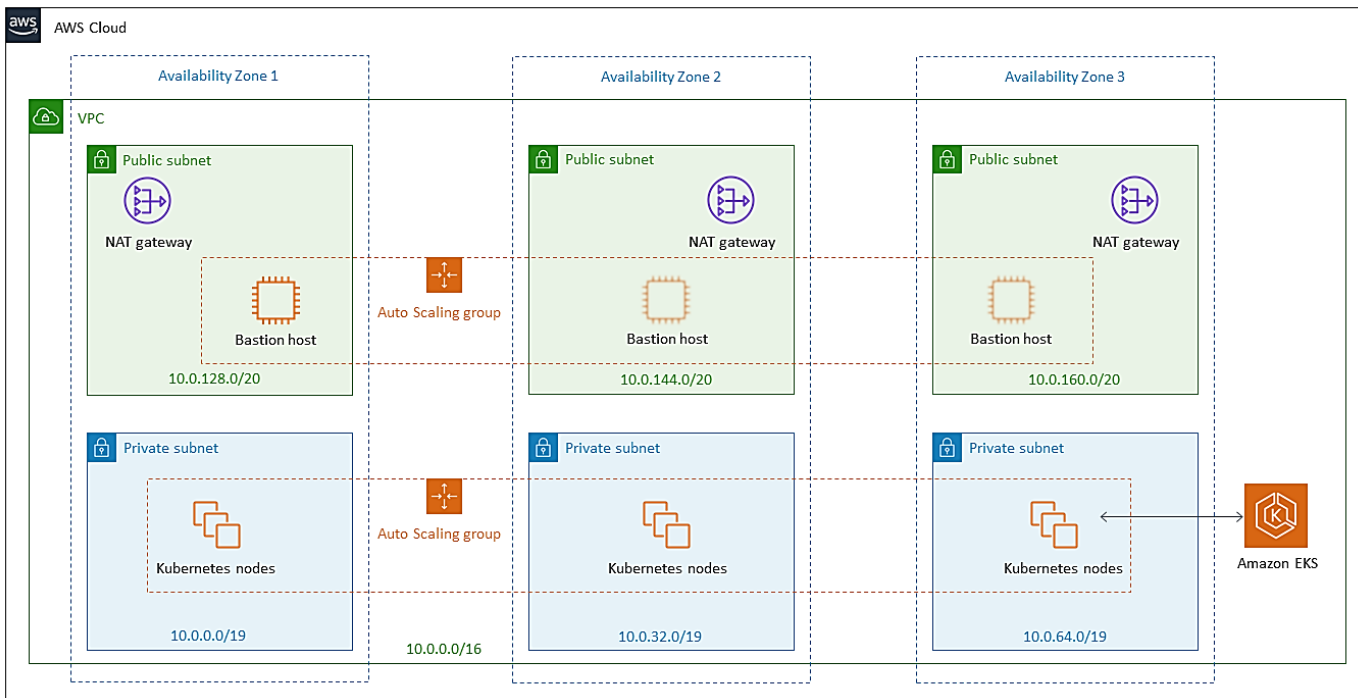 aws
AWS Cloud
Availability Zone 1
Availability Zone 2
Availability Zone 3
VPC
Public subnet
Public subnet
Public subnet
NAT gateway
NAT gateway
NAT gateway
Auto Scaling group
Bastion host
Bastion host
Bastion host
10.0.128.0/20
10.0.144.0/20
10.0.160.0/20
Private subnet
Private subnet
Private subnet
Auto Scaling group
K
Kubernetes nodes
Kubernetes nodes
Kubernetes nodes
Amazon EKS
10.0.0.0/19
10.0.32.0/19
10.0.64.0/19
10.0.0.0/16